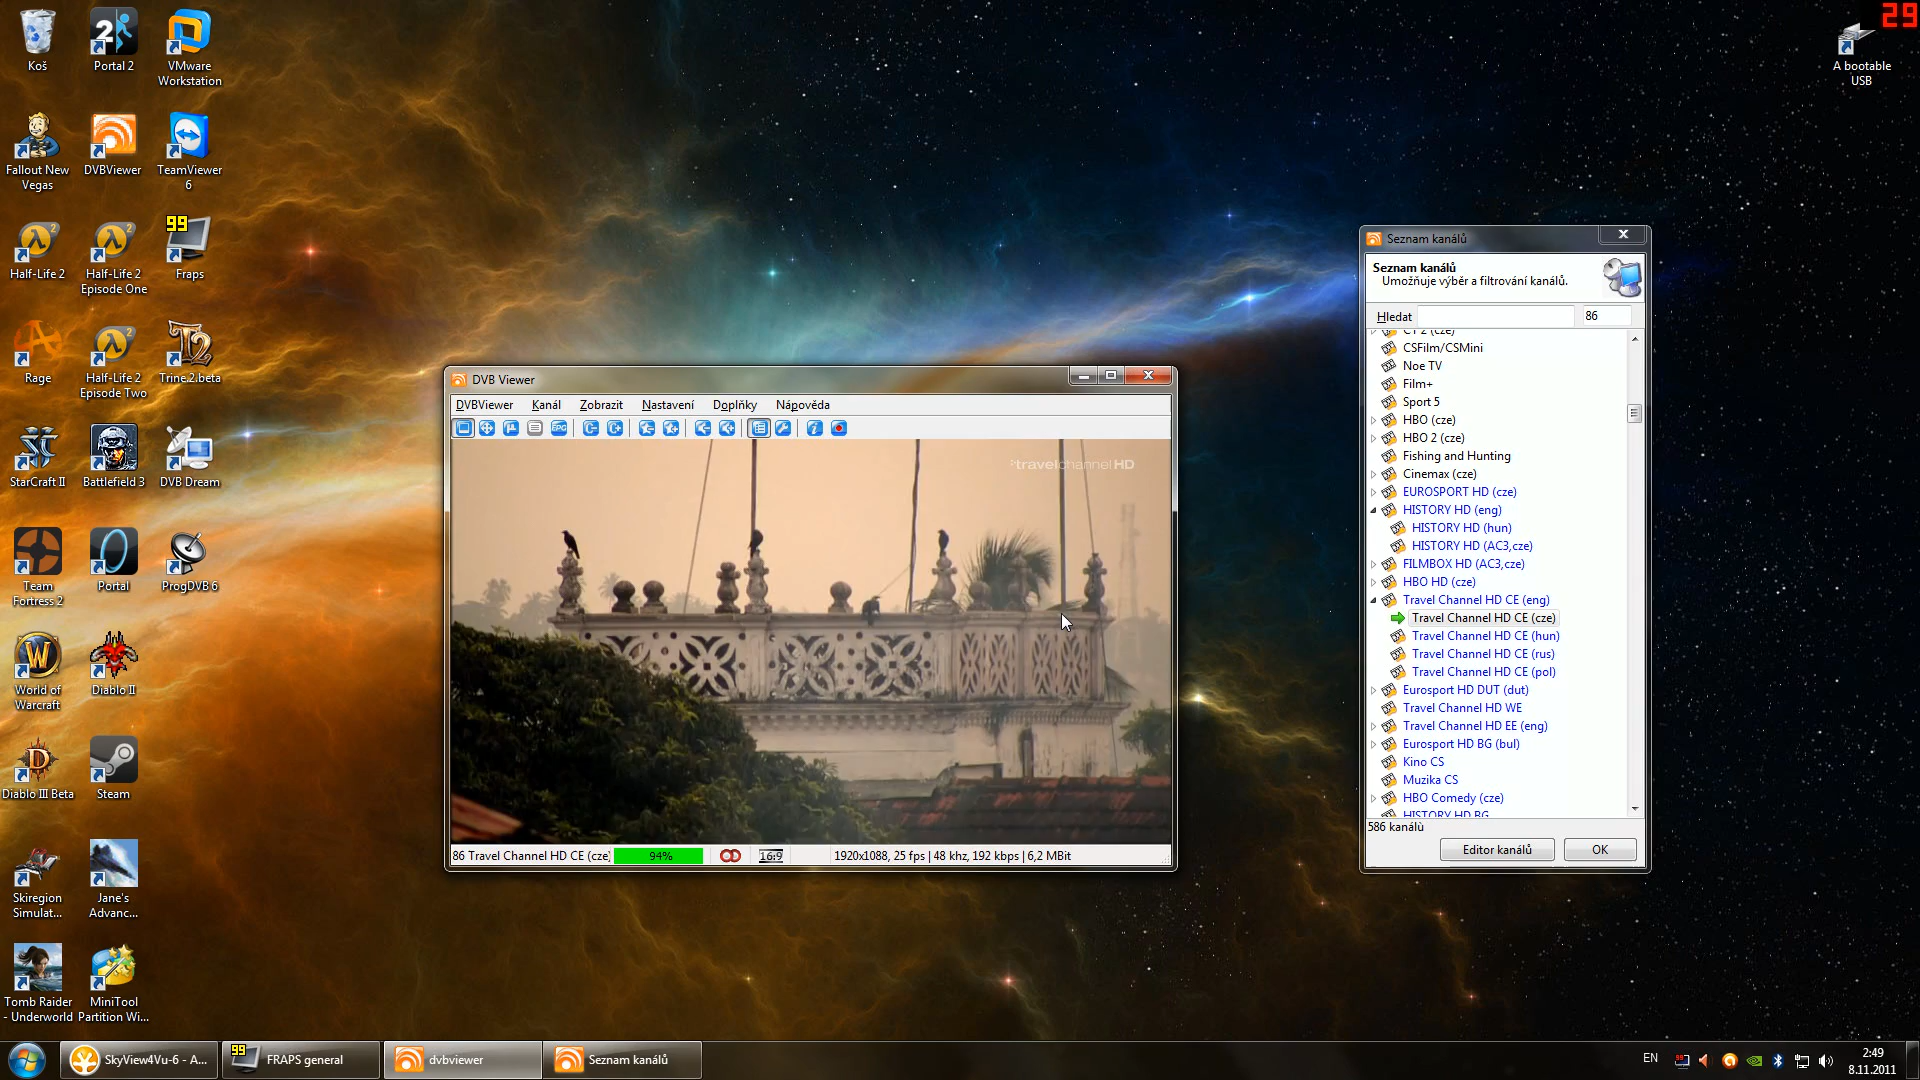 Koš
Portal 2
VMware
Workstation
A bootable
USB
29
Fallout New
Vegas
DVBViewer
TeamViewer
6
Half-Life 2
Half-Life 2
Episode One
99
Fraps
Rage
Half-Life 2
Episode Two
Trine.2.beta
StarCraft II
Battlefield 3
DVB Dream
Team
Fortress 2
Portal
ProgDVB 6
World of
Warcraft
Diablo II
Diablo III Beta
Steam
Skiregion
Simulat...
Jane's
Advanc...
Tomb Raider
- Underworld
MiniTool
Partition Wi...
DVB Viewer
DVBViewer Kanál Zobrazit Nastavení Doplňky Nápověda
travelchannel HD
86 Travel Channel HD CE (cze) 94% 16:9 1920x1088, 25 fps | 48 khz, 192 kbps | 6,2 MBit
Seznam kanálů
Seznam kanálů
Umožňuje výběr a filtrování kanálů.
Hledat 86
CT 2 (cze)
CSFilm/CSMini
Noe TV
Film+
Sport 5
HBO (cze)
HBO 2 (cze)
Fishing and Hunting
Cinemax (cze)
EUROSPORT HD (cze)
HISTORY HD (eng)
HISTORY HD (hun)
HISTORY HD (AC3,cze)
FILMBOX HD (AC3,cze)
HBO HD (cze)
Travel Channel HD CE (eng)
Travel Channel HD CE (cze)
Travel Channel HD CE (hun)
Travel Channel HD CE (rus)
Travel Channel HD CE (pol)
Eurosport HD DUT (dut)
Travel Channel HD WE
Travel Channel HD EE (eng)
Eurosport HD BG (bul)
Kino CS
Muzika CS
HBO Comedy (cze)
HISTORY HD BG
586 kanálů
Editor kanálů OK
SkyView4Vu-6 - A...
99 FRAPS general
dvbviewer
Seznam kanálů
EN
2:49
8.11.2011